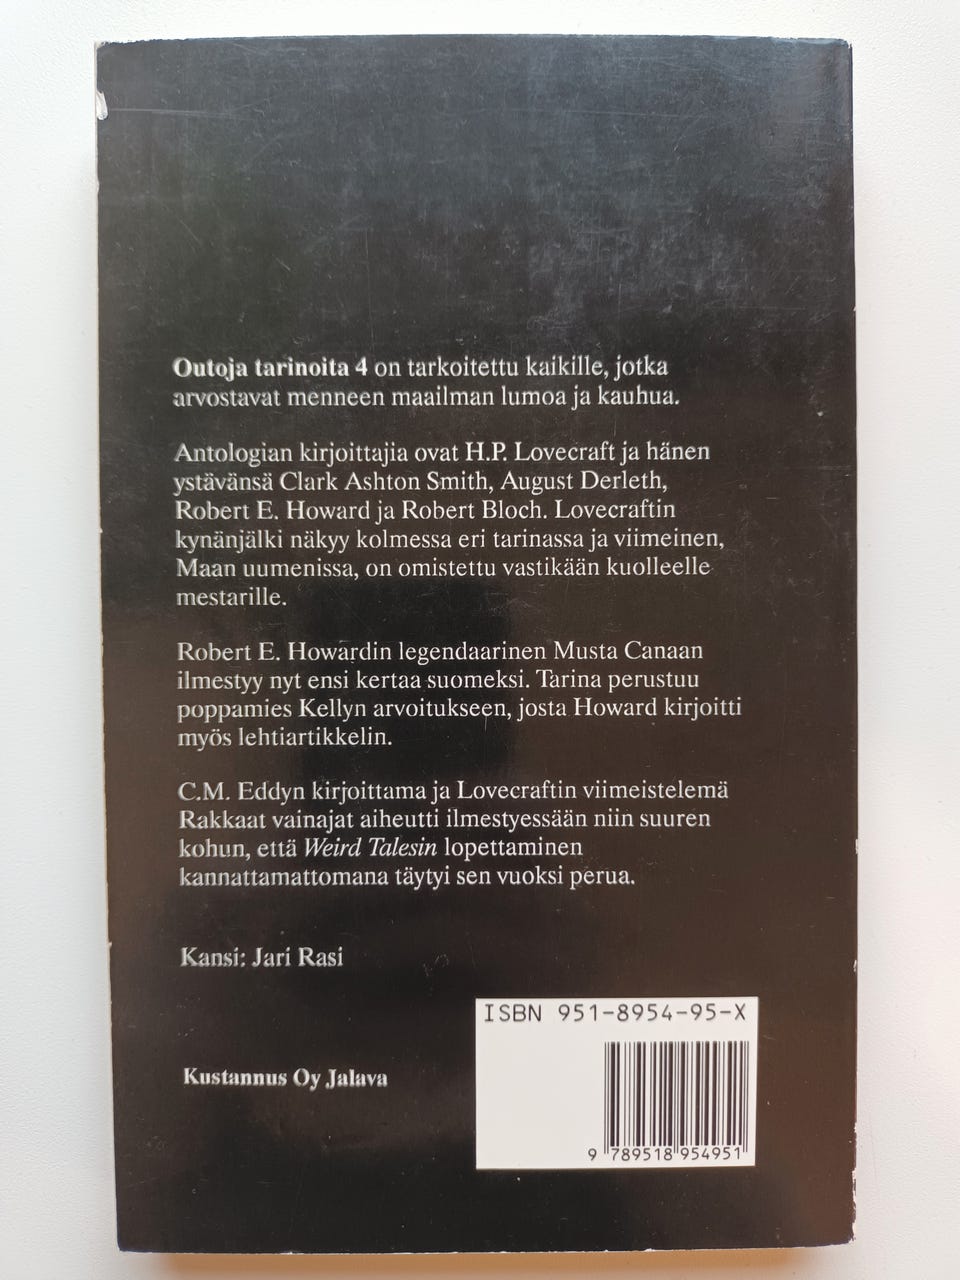 Outoja tarinoita 4 on tarkoitettu kaikille, jotka
arvostavat menneen maailman lumoa ja kauhua.
Antologian kirjoittajia ovat H.P. Lovecraft ja hänen
ystävänsä Clark Ashton Smith, August Derleth,
Robert E. Howard ja Robert Bloch. Lovecraftin
kynänjälki näkyy kolmessa eri tarinassa ja viimeinen,
Maan uumenissa, on omistettu vastikään kuolleelle
mestarille.
Robert E. Howardin legendaarinen Musta Canaan
ilmestyy nyt ensi kertaa suomeksi. Tarina perustuu
poppamies Kellyn arvoitukseen, josta Howard kirjoitti
myös lehtiartikkelin.
C.M. Eddyn kirjoittama ja Lovecraftin viimeistelemä
Rakkaat vainajat aiheutti ilmestyessään niin suuren
kohun, että Weird Talesin lopettaminen
kannattamattomana täytyi sen vuoksi perua.
Kansi: Jari Rasi
Kustannus Oy Jalava
ISBN 951-8954-95-X
9 789518 954951